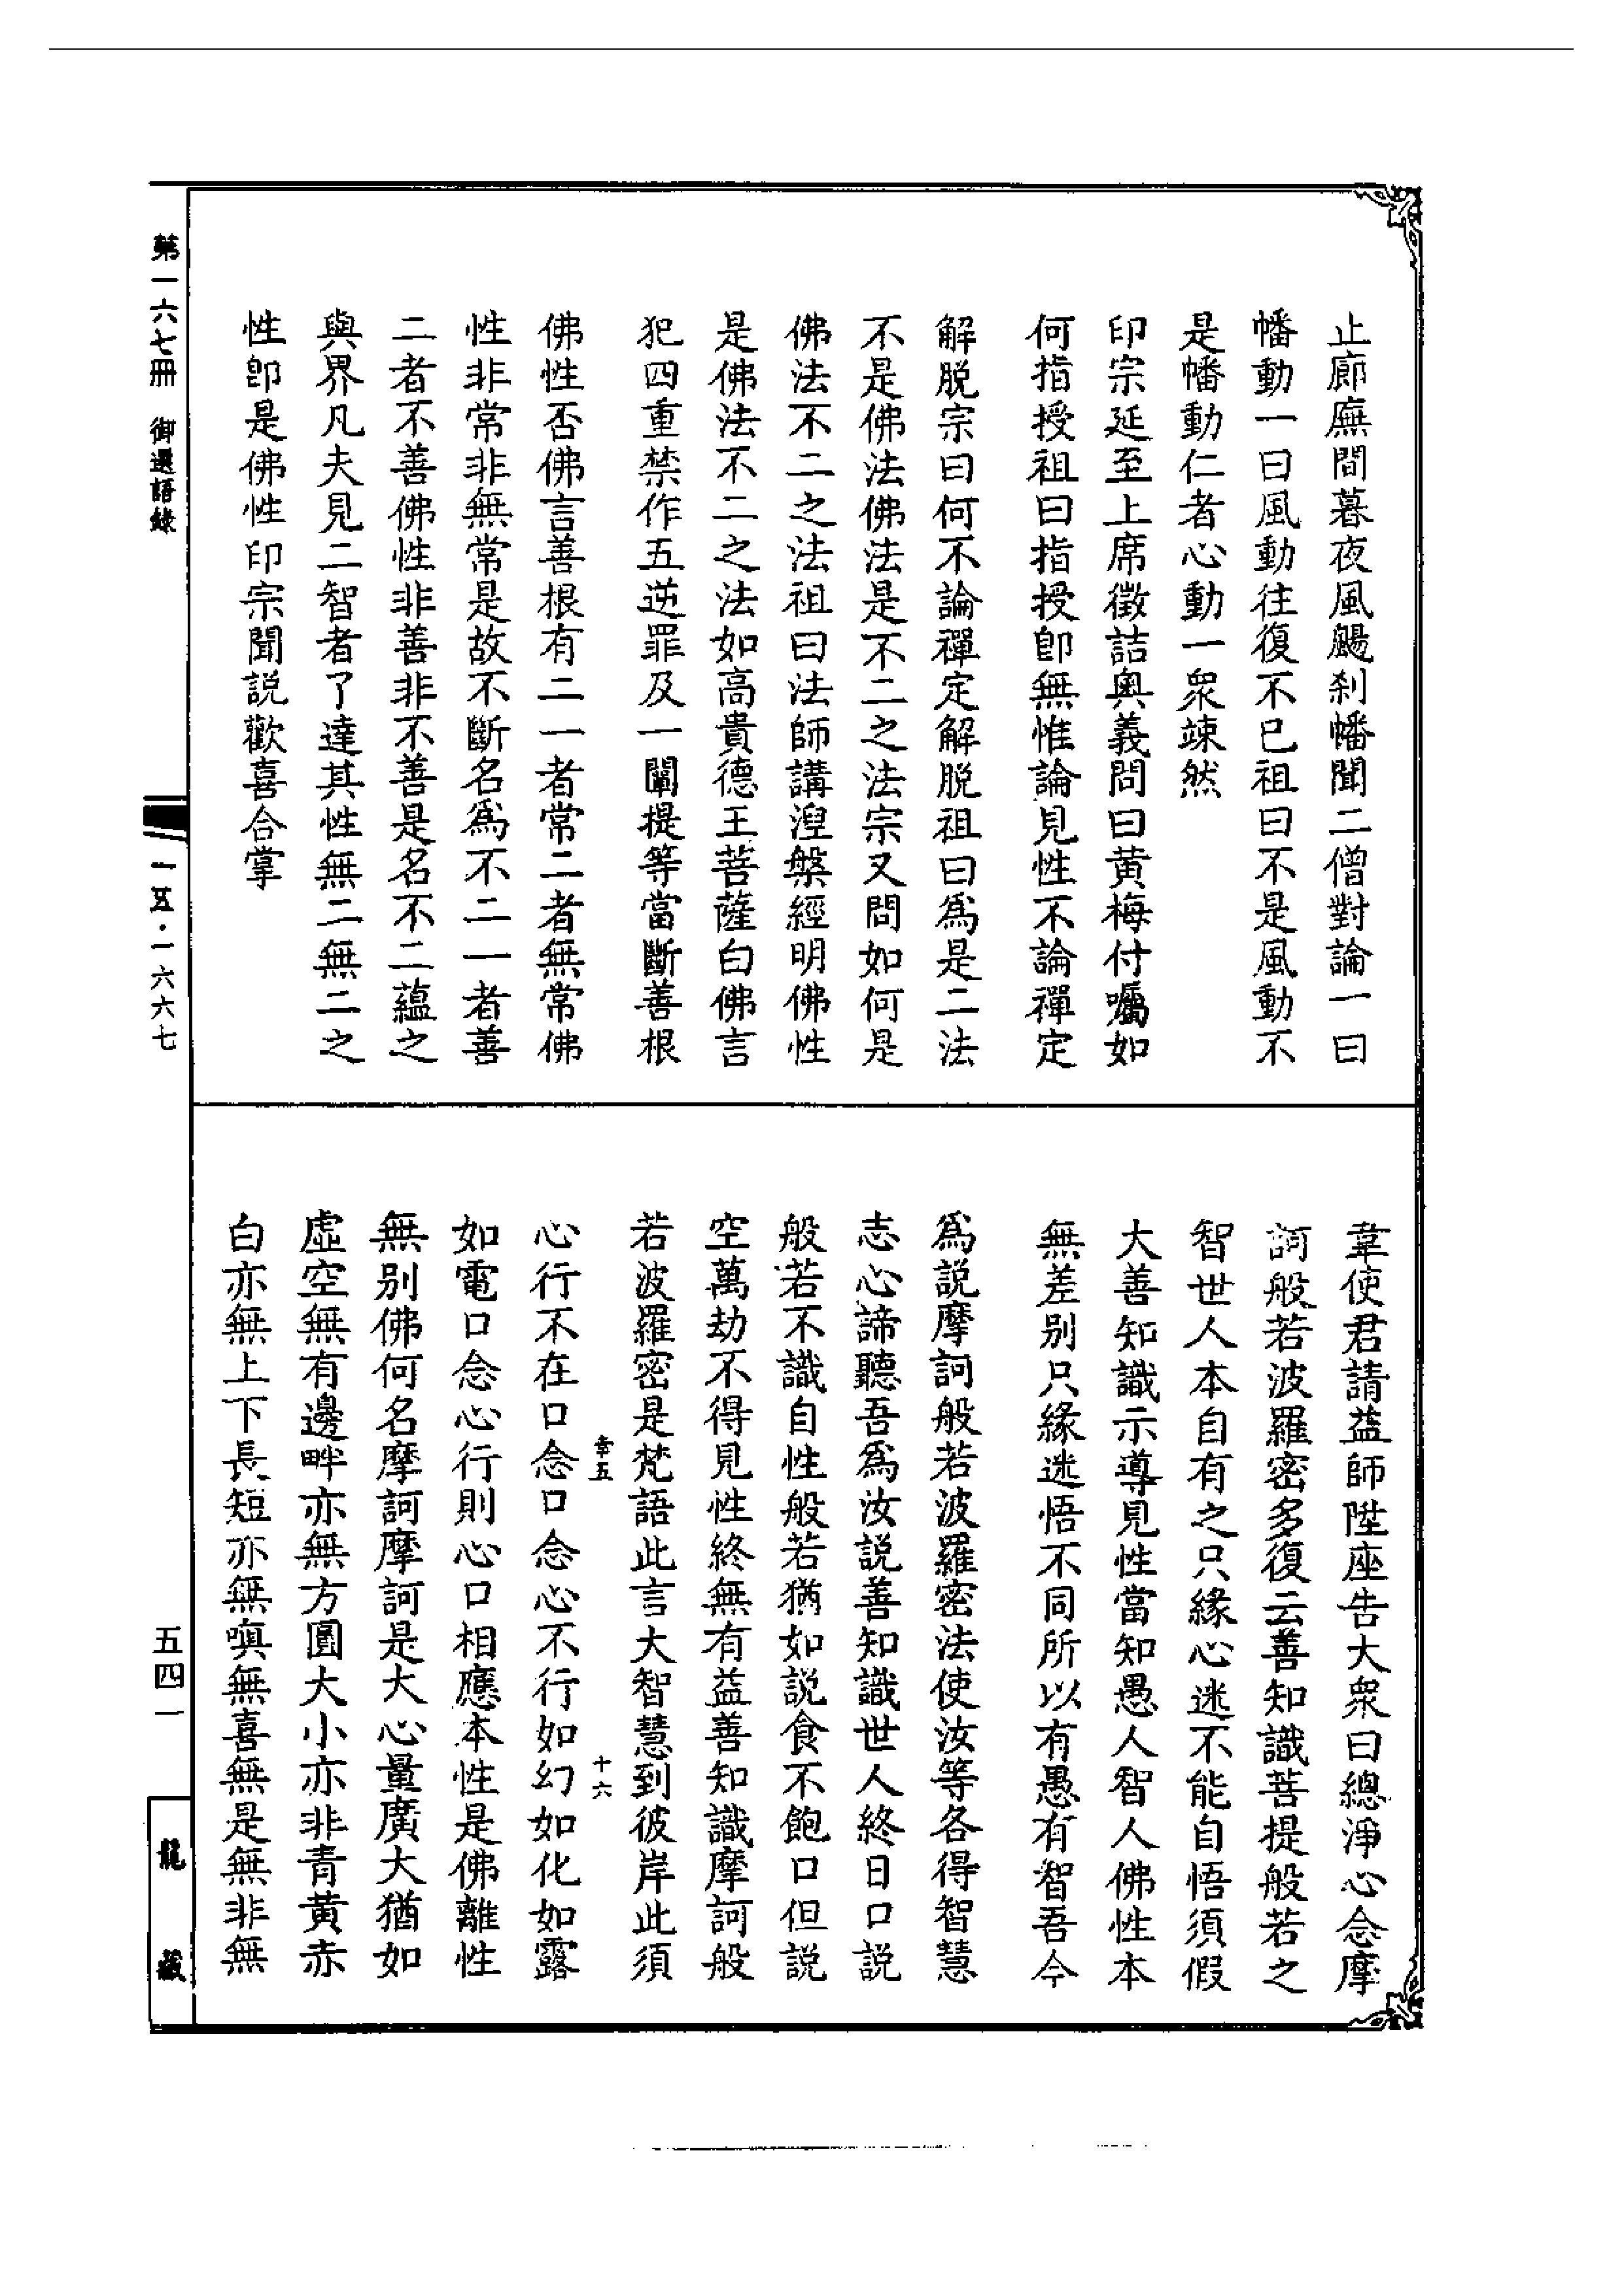 止廊廡間暮夜風颺刹幡聞二僧對論一曰
幡動一曰風動往復不已祖曰不是風動不
是幡動仁者心動一衆竦然
印宗延至上席徵詰奥義問曰黄梅付囑如
何指授祖曰指授卽無惟論見性不論禪定
解脱宗曰何不論禪定解脱祖曰爲是二法
不是佛法佛法是不二之法宗又問如何是
佛法不二之法祖曰法師講湼槃經明佛性
是佛法不二之法如高貴德王菩薩白佛言
犯四重禁作五逆罪及一闡提等當斷善根
佛性否佛言善根有二一者常二者無常佛
性非常非無常是故不斷名爲不二一者善
二者不善佛性非善非不善是名不二蘊之
與界凡夫見二智者了達其性無二無二之
性卽是佛性印宗聞説歡喜合掌
韋使君請益師陞座告大衆曰總淨心念摩
訶般若波羅密多復云善知識菩提般若之
智世人本自有之只緣心迷不能自悟須假
大善知識示導見性當知愚人智人佛性本
無差别只緣迷悟不同所以有愚有智吾今
爲説摩訶般若波羅密法使汝等各得智慧
志心諦聽吾爲汝説善知識世人終日口説
般若不識自性般若猶如説食不飽口但説
空萬劫不得見性終無有益善知識摩訶般
若波羅密是梵語此言大智慧到彼岸此須
幸五 十六
心行不在口念口念心不行如幻如化如露
如電口念心行則心口相應本性是佛離性
無别佛何名摩訶摩訶是大心量廣大猶如
虛空無有邊畔亦無方圓大小亦非青黄赤
白亦無上下長短亦無嗔無喜無是無非無
第一六七冊 御選語錄
一五·一六六七
五四一
龍藏